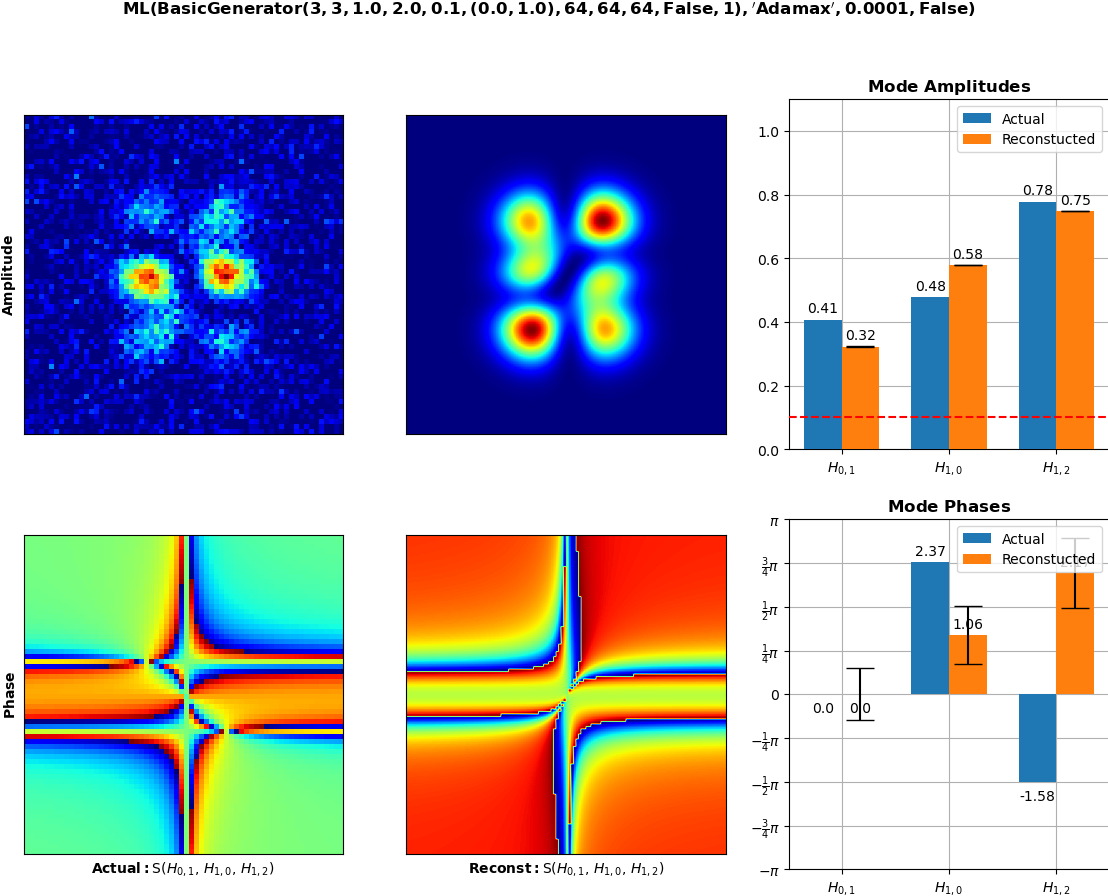 ML(BasicGenerator(3, 3, 1.0, 2.0, 0.1, (0.0, 1.0), 64, 64, 64, False, 1), ′Adamax′, 0.0001, False)
Amplitude
Mode Amplitudes
Actual
Reconstucted
1.0
0.8
0.6
0.4
0.2
0.0
0.41
0.32
0.48
0.58
0.78
0.75
H0,1
H1,0
H1,2
Phase
Actual: S(H0,1, H1,0, H1,2)
Reconst: S(H0,1, H1,0, H1,2)
Mode Phases
Actual
Reconstucted
π
3/4π
1/2π
1/4π
0
−1/4π
−1/2π
−3/4π
−π
0.0
0.0
2.37
1.06
-1.58
H0,1
H1,0
H1,2